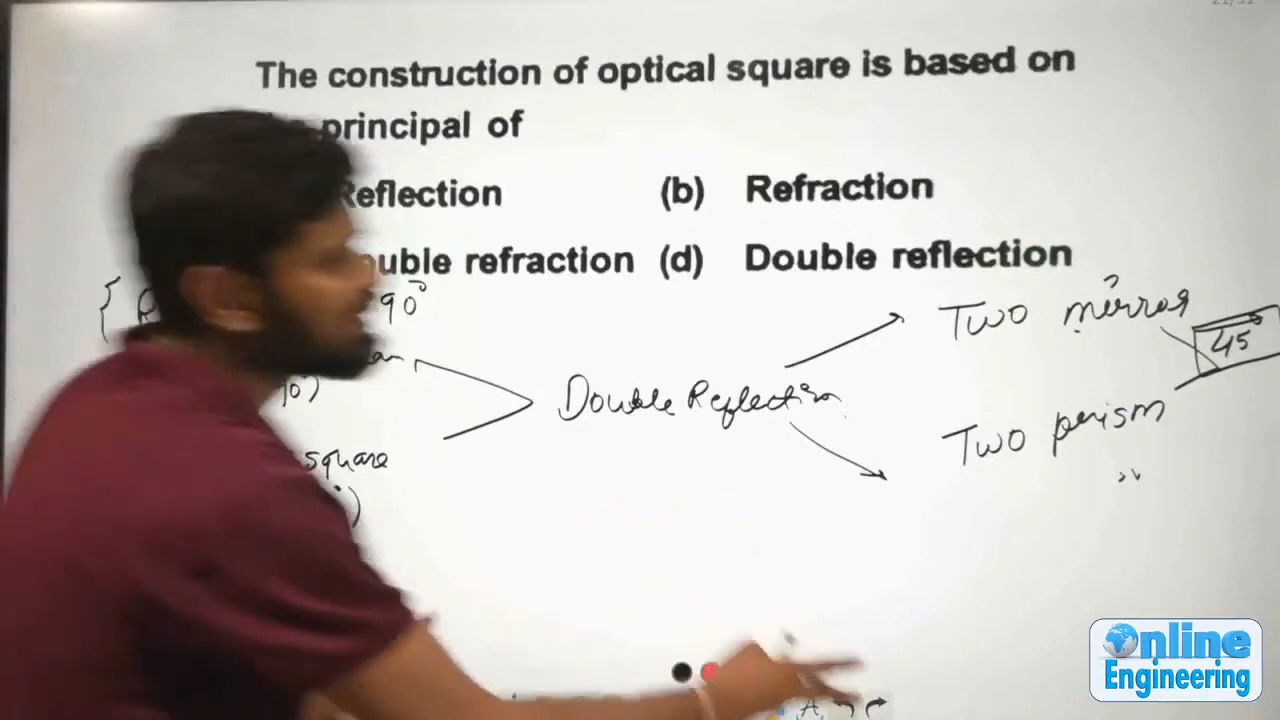 The construction of optical square is based on
principal of
Reflection (b) Refraction
uble refraction (d) Double reflection
90°
Double Reflection
Two mirror
45°
Two prism
square
Online
Engineering